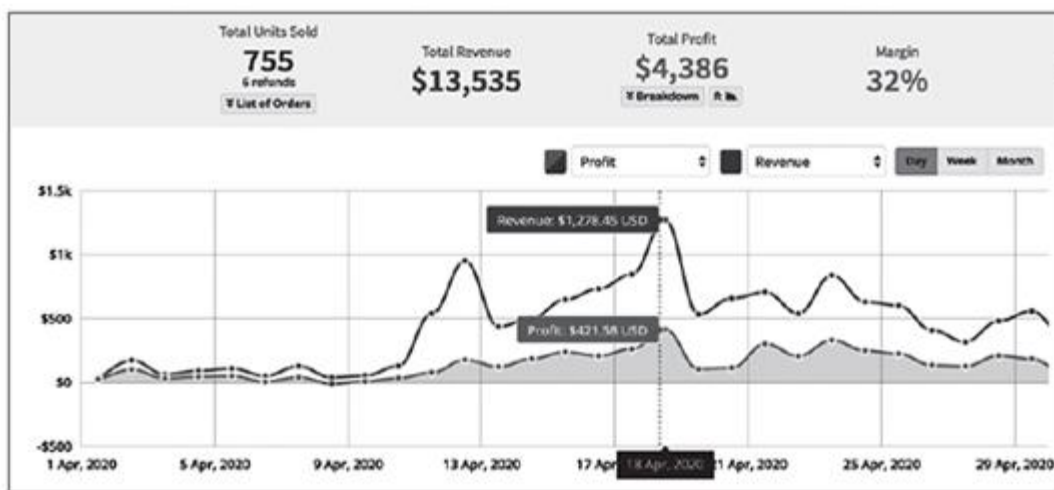 Total Units Sold
755
6 refunds
List of Orders
Total Revenue
$13,535
Total Profit
$4,386
Breakdown
Margin
32%
Profit
Revenue
Day Week Month
$1.5k
$1k
$500
$0
-$500
Revenue: $1,278.45 USD
Profit: $421.58 USD
1 Apr, 2020 5 Apr, 2020 9 Apr, 2020 13 Apr, 2020 17 Apr 18 Apr, 2020 21 Apr, 2020 25 Apr, 2020 29 Apr, 2020